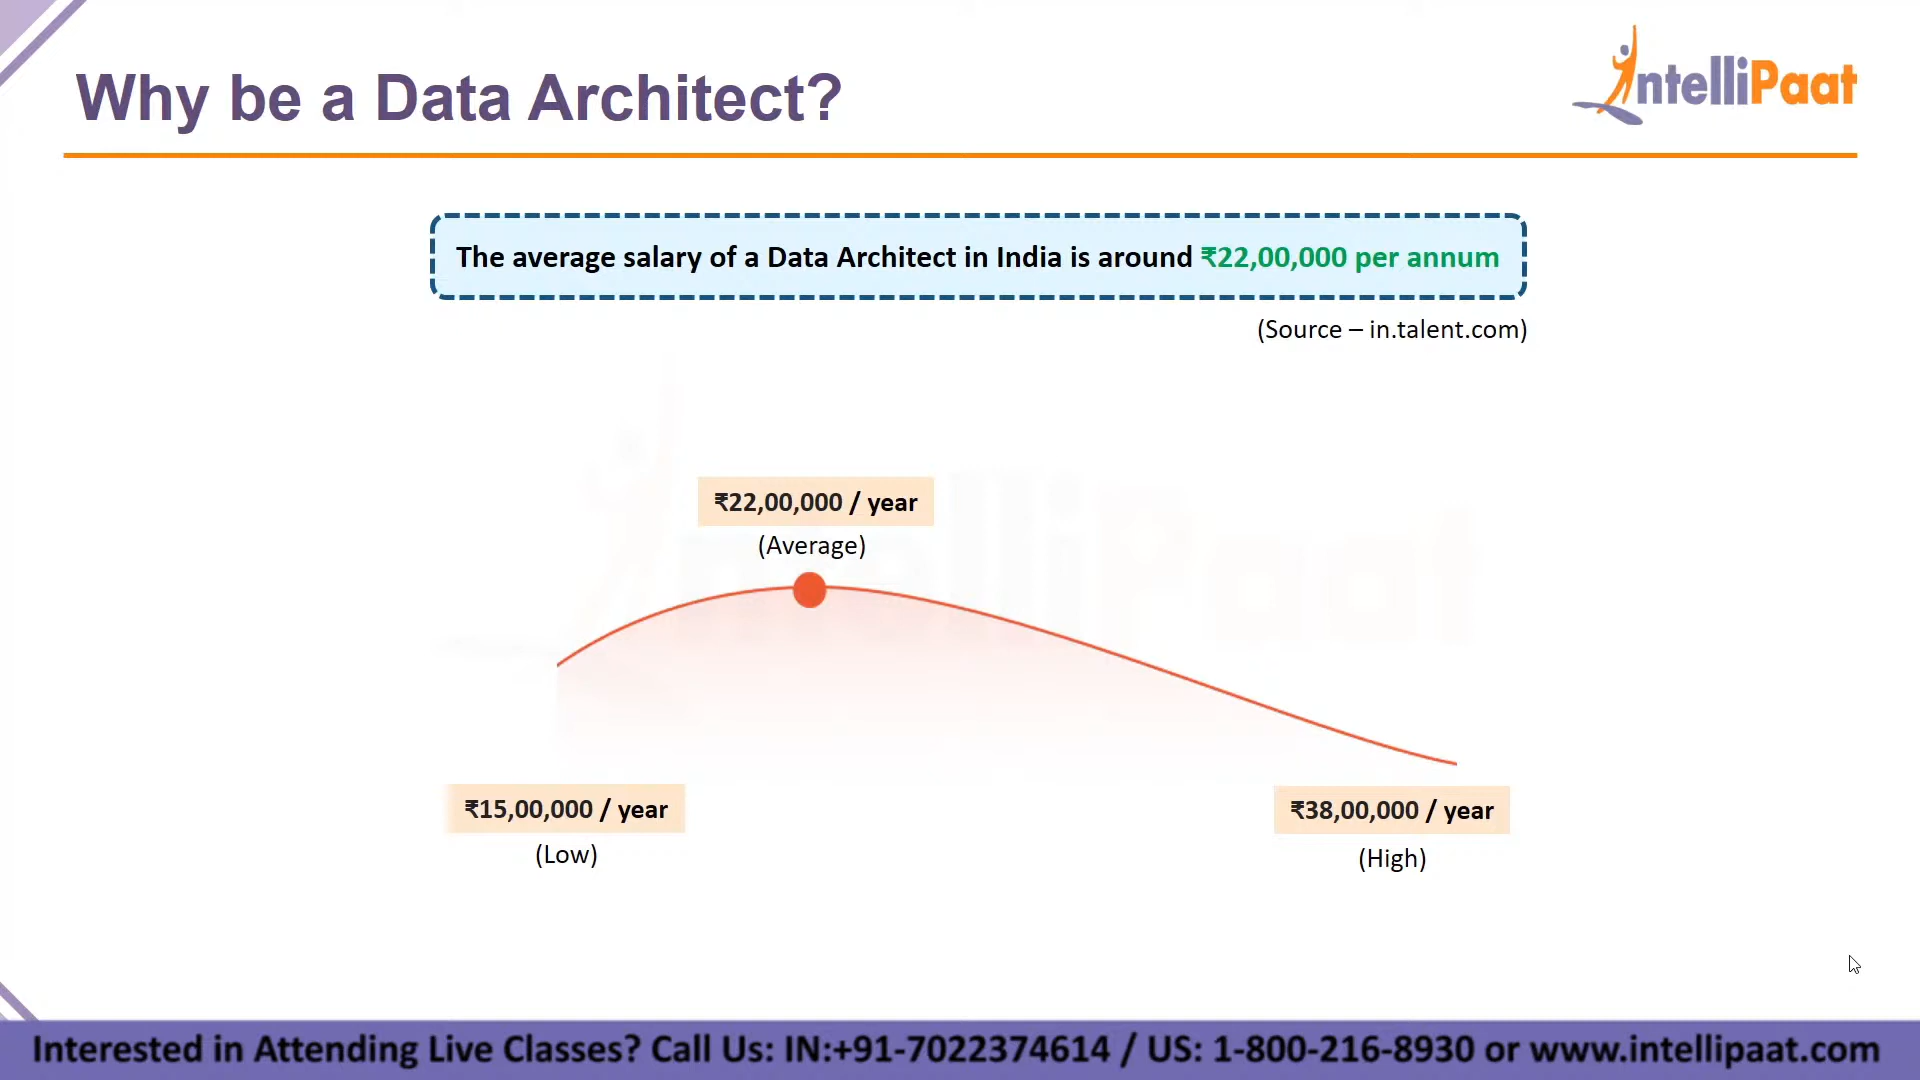 Why be a Data Architect?
IntelliPaat
The average salary of a Data Architect in India is around ₹22,00,000 per annum
(Source – in.talent.com)
₹22,00,000 / year
(Average)
IntelliPaat
₹15,00,000 / year
(Low)
₹38,00,000 / year
(High)
Interested in Attending Live Classes? Call Us: IN:+91-7022374614 / US: 1-800-216-8930 or www.intellipaat.com